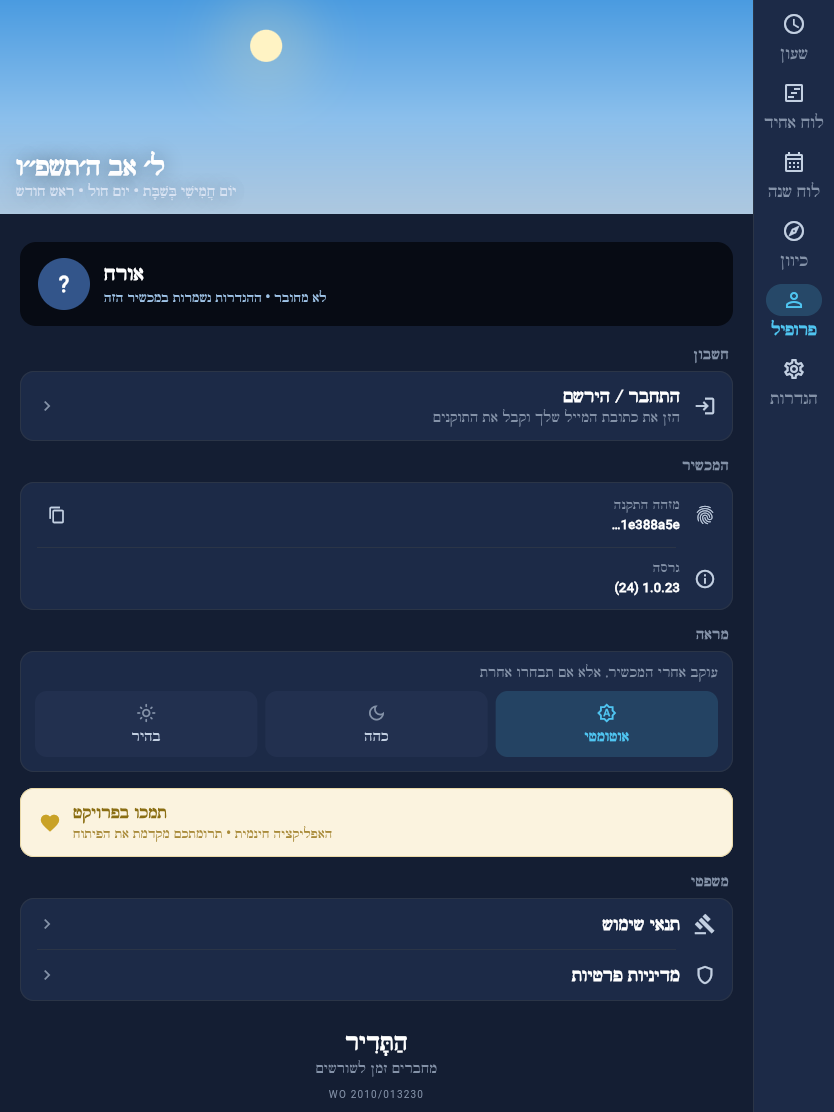 שעון
לוח אחיד
לוח שנה
כיוון
פרופיל
הגדרות
ל׳ אב ה׳תשפ״ו
יוֹם חֲמִישִׁי בְּשַׁבָּת • יום חול • ראש חודש
?
אורח
לא מחובר • ההגדרות נשמרות במכשיר הזה
חשבון
התחבר / הירשם
הזן את כתובת המייל שלך וקבל את התוקנים
המכשיר
מזהה התקנה
1e388a5e…
גרסה
1.0.23 (24)
מראה
עוקב אחרי המכשיר, אלא אם תבחרו אחרת
אוטומטי
כהה
בהיר
תמכו בפרויקט
האפליקציה חינמית • תרומתכם מקדמת את הפיתוח
משפטי
תנאי שימוש
מדיניות פרטיות
הַתָּדִיר
מחברים זמן לשורשים
WO 2010/013230